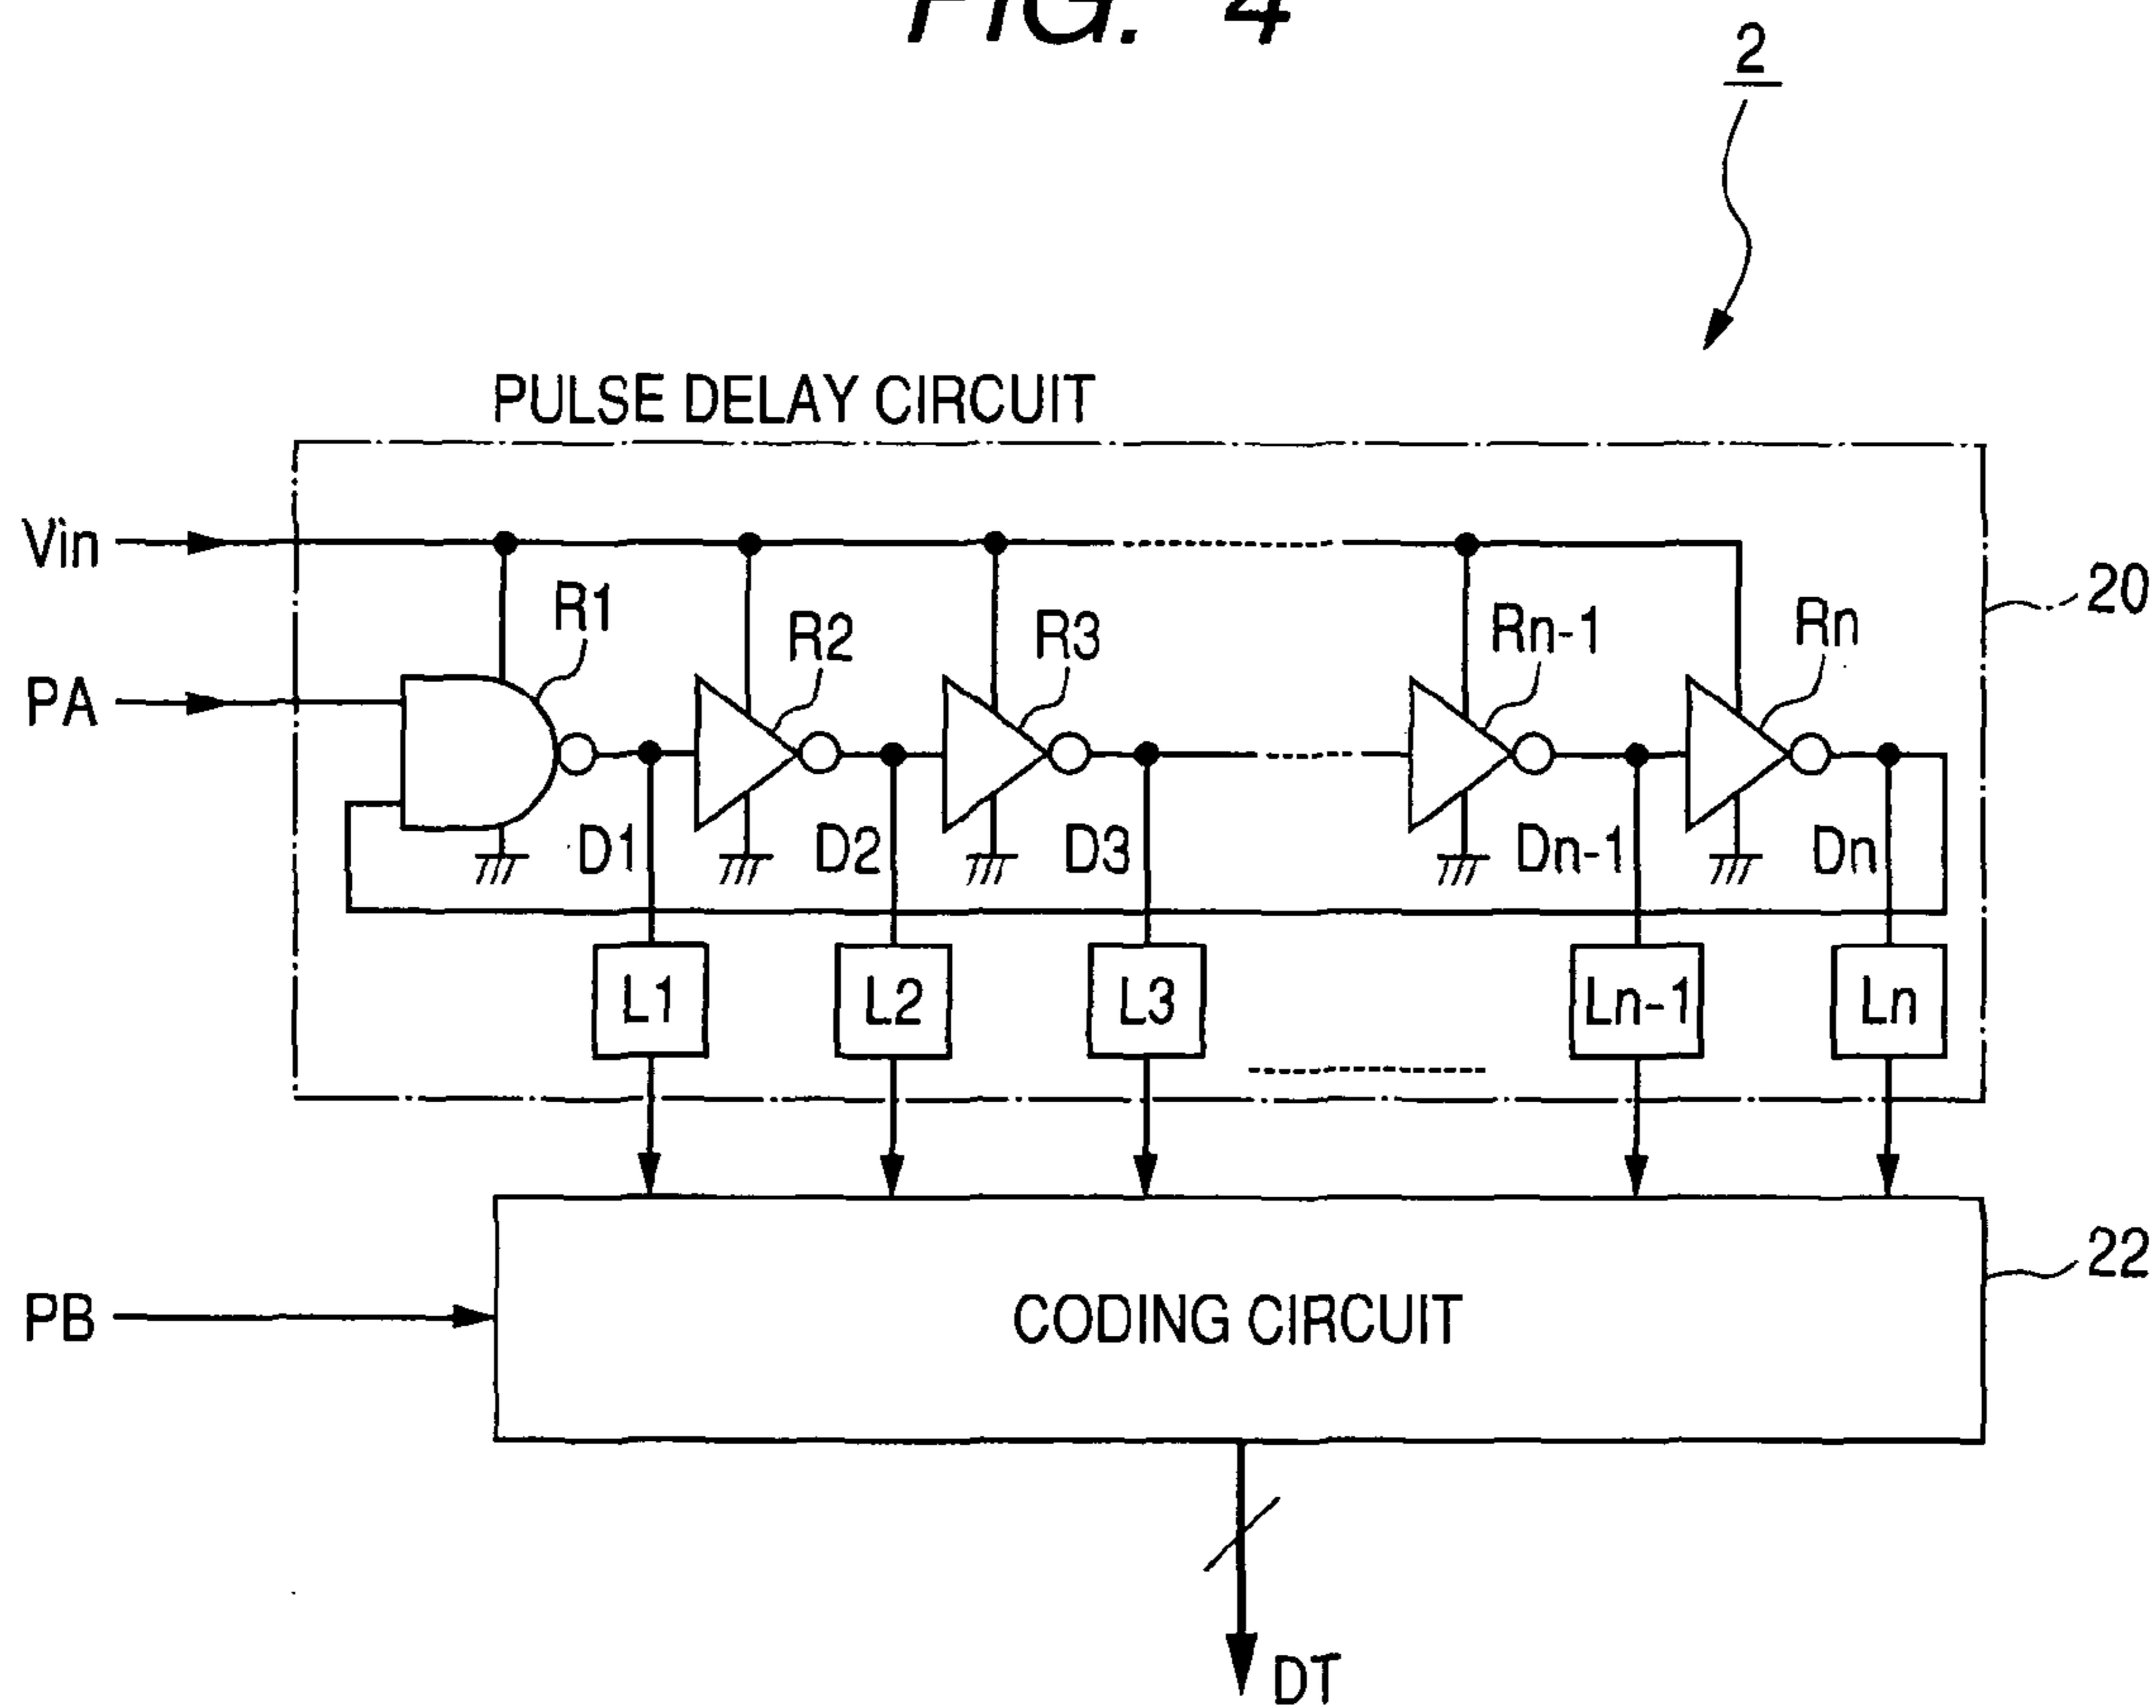 FIG. 4
2
PULSE DELAY CIRCUIT
Vin
R1
R2
R3
Rn-1
Rn
20
PA
D1
D2
D3
Dn-1
Dn
L1
L2
L3
Ln-1
Ln
PB
CODING CIRCUIT
22
DT